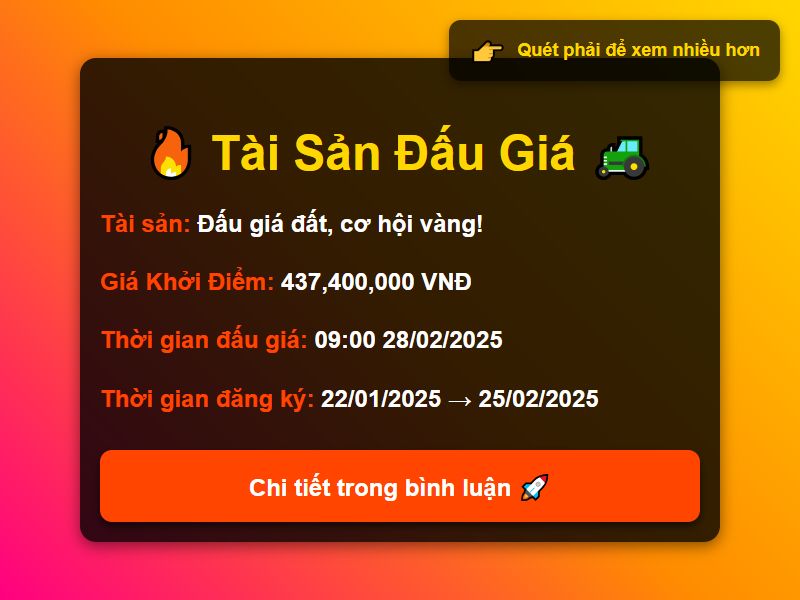 👉 Quét phải để xem nhiều hơn
🔥 Tài Sản Đấu Giá 🚜
Tài sản: Đấu giá đất, cơ hội vàng!
Giá Khởi Điểm: 437,400,000 VNĐ
Thời gian đấu giá: 09:00 28/02/2025
Thời gian đăng ký: 22/01/2025 → 25/02/2025
Chi tiết trong bình luận 🚀